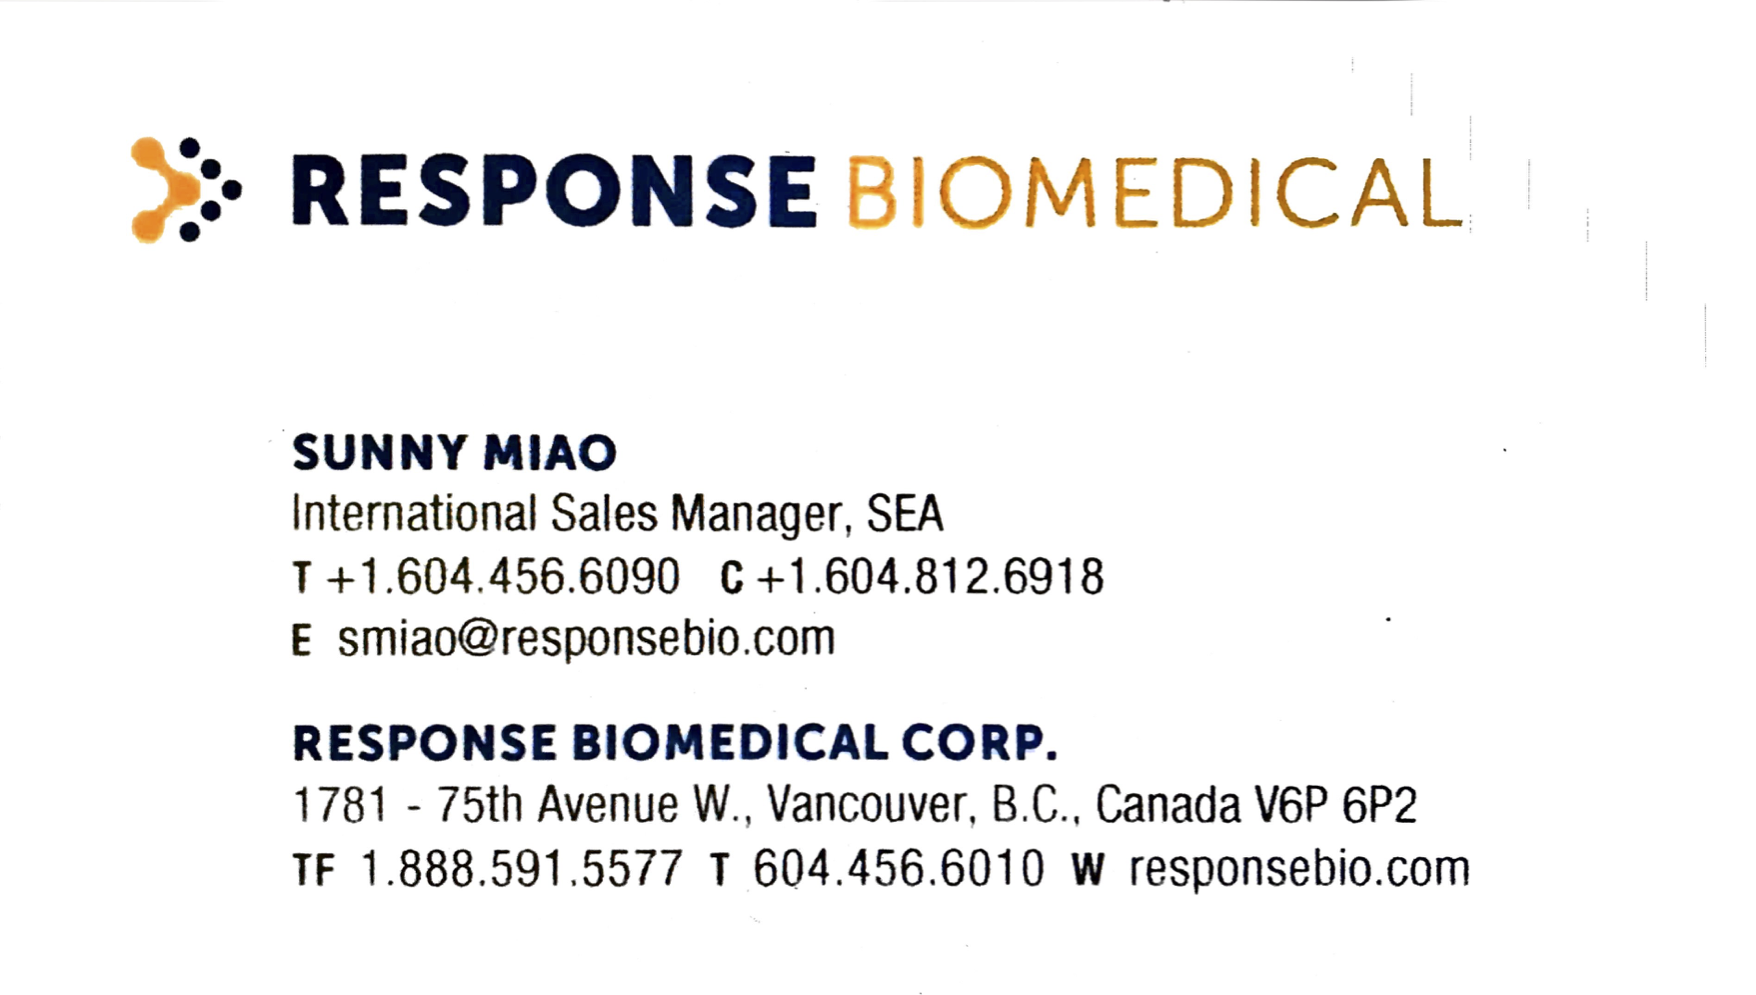 RESPONSE BIOMEDICAL
SUNNY MIAO
International Sales Manager, SEA
T +1.604.456.6090 C +1.604.812.6918
E smiao@responsebio.com
RESPONSE BIOMEDICAL CORP.
1781 - 75th Avenue W., Vancouver, B.C., Canada V6P 6P2
TF 1.888.591.5577 T 604.456.6010 W responsebio.com